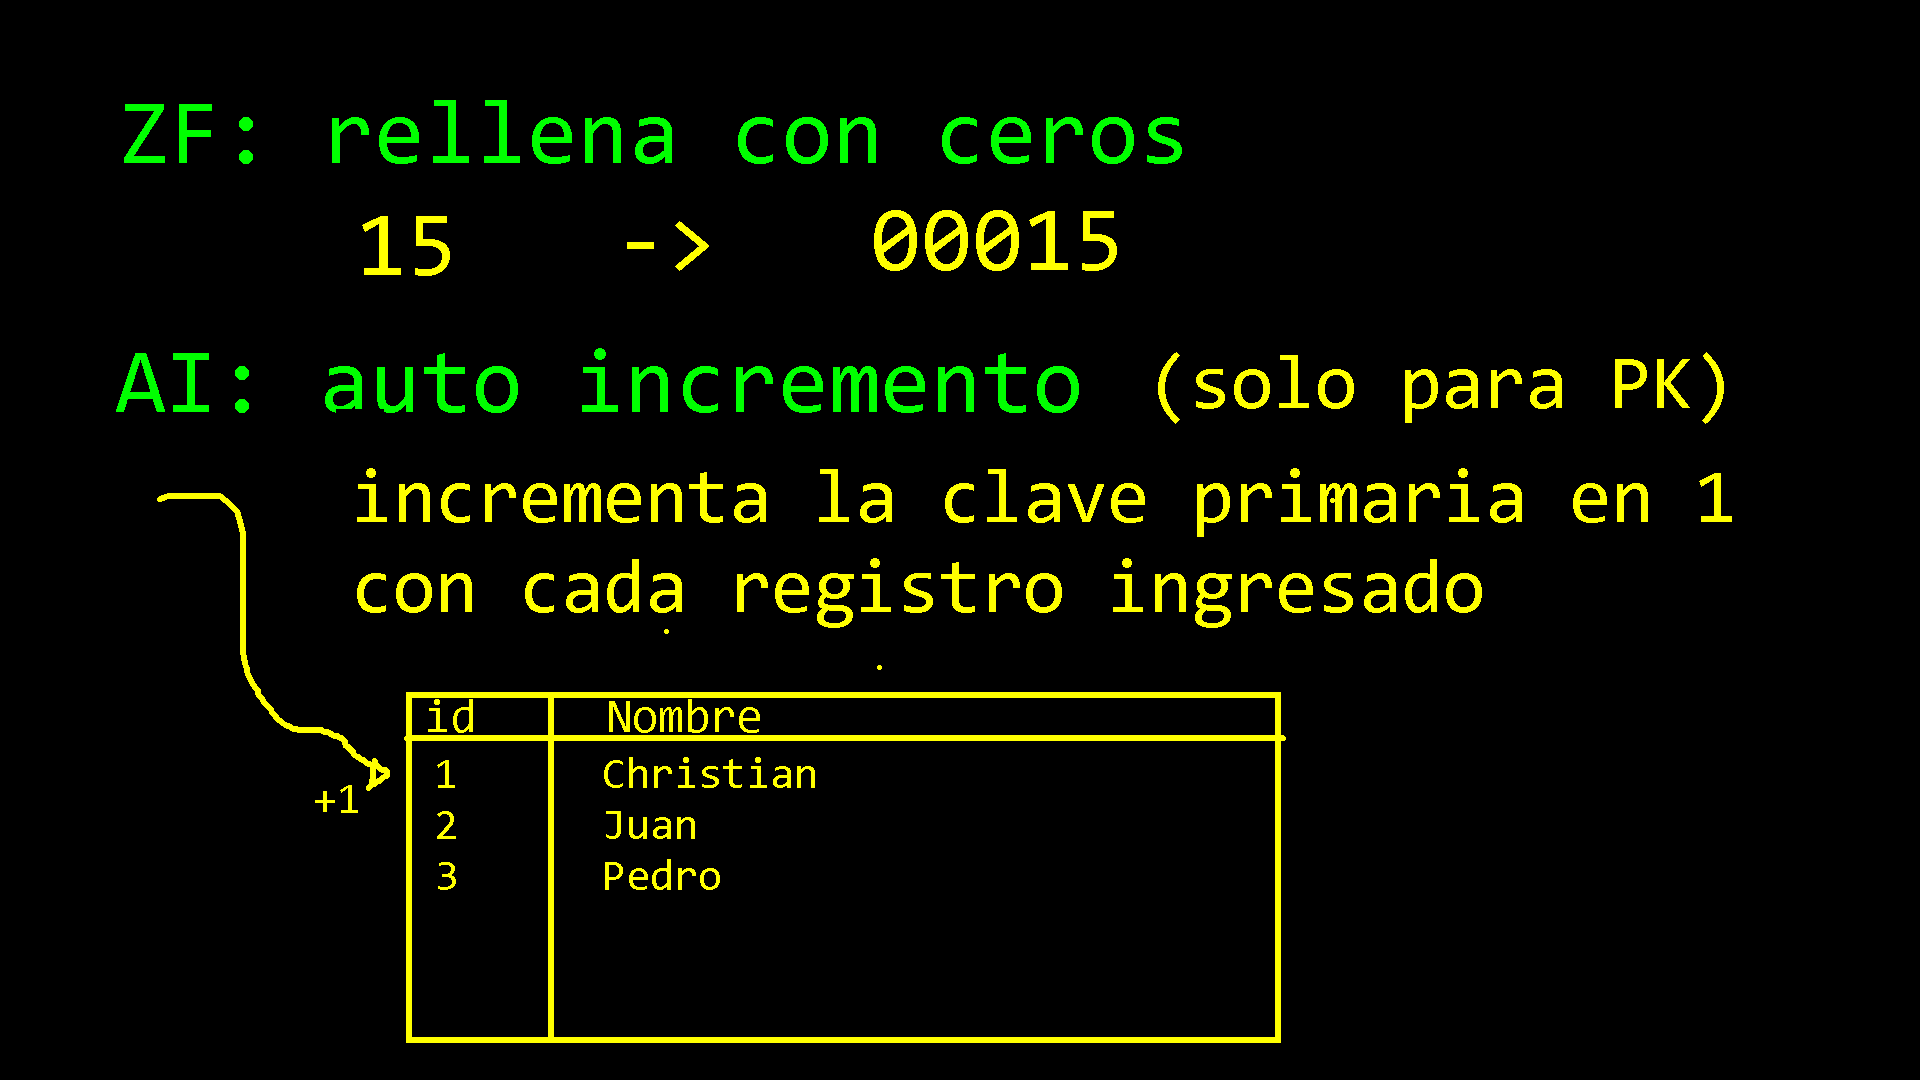 ZF: rellena con ceros
15 -> 00015
AI: auto incremento (solo para PK)
incrementa la clave primaria en 1
con cada registro ingresado
id Nombre
1 Christian
+1
2 Juan
3 Pedro